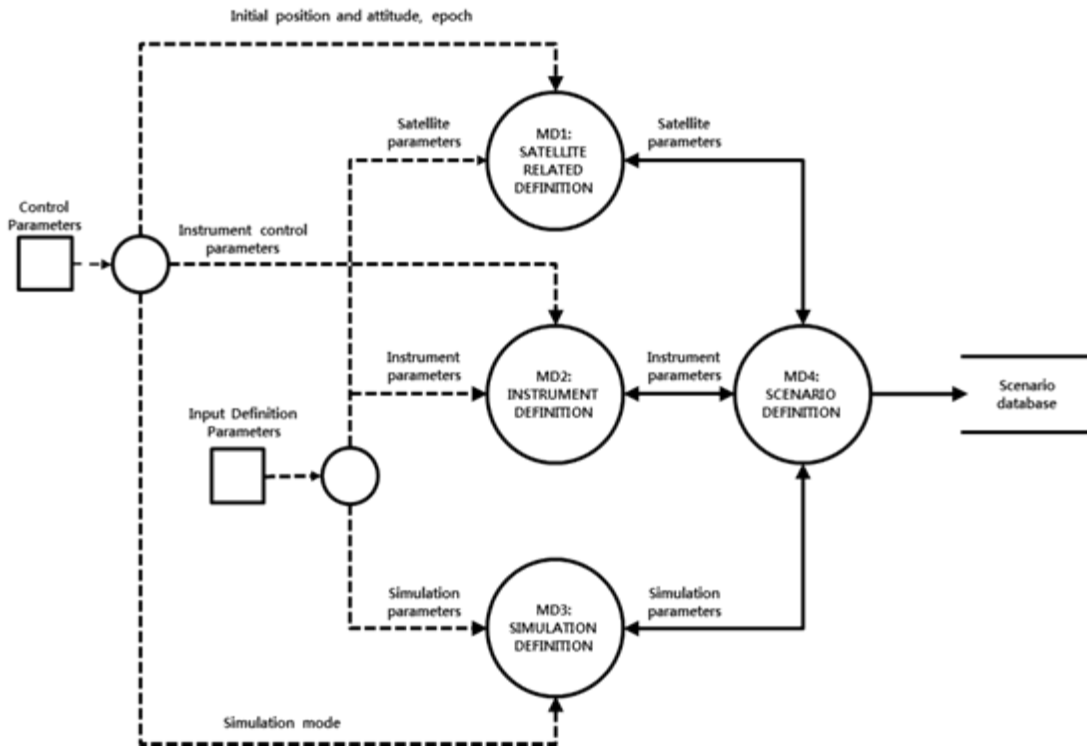 Initial position and attitude, epoch
Satellite
parameters
MD1:
SATELLITE
RELATED
DEFINITION
Satellite
parameters
Control
Parameters
Instrument control
parameters
Instrument
parameters
MD2:
INSTRUMENT
DEFINITION
Instrument
parameters
MD4:
SCENARIO
DEFINITION
Scenario
database
Input Definition
Parameters
Simulation
parameters
MD3:
SIMULATION
DEFINITION
Simulation
parameters
Simulation mode